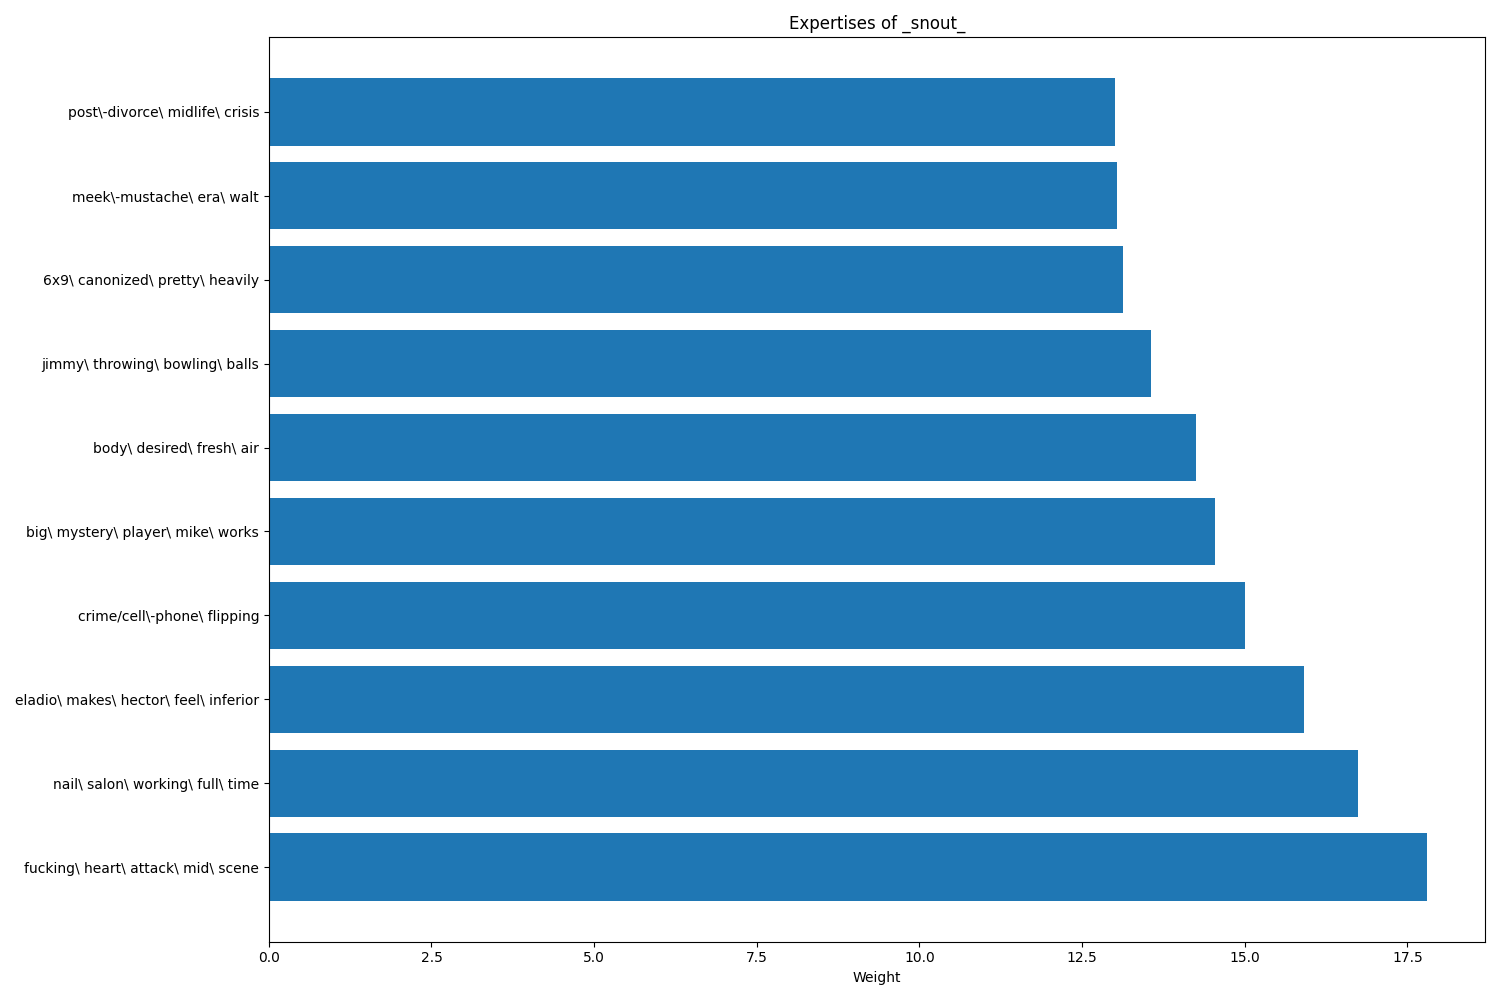 Expertises of _snout_
post\-divorce\ midlife\ crisis
meek\-mustache\ era\ walt
6x9\ canonized\ pretty\ heavily
jimmy\ throwing\ bowling\ balls
body\ desired\ fresh\ air
big\ mystery\ player\ mike\ works
crime/cell\-phone\ flipping
eladio\ makes\ hector\ feel\ inferior
nail\ salon\ working\ full\ time
fucking\ heart\ attack\ mid\ scene
0.0 2.5 5.0 7.5 10.0 12.5 15.0 17.5
Weight